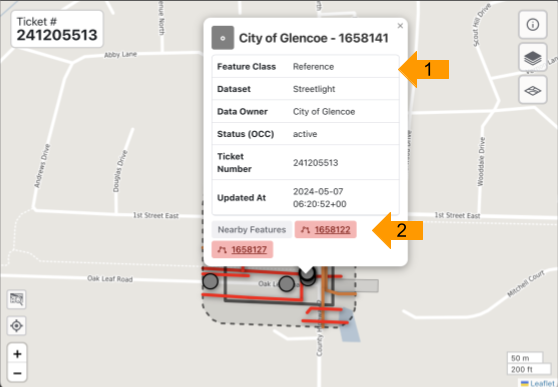 Ticket #
241205513
City of Glencoe - 1658141
×
Feature Class Reference
1
Dataset Streetlight
Data Owner City of Glencoe
Status (OCC) active
Ticket Number 241205513
Updated At 2024-05-07 06:20:52+00
Nearby Features 1658122
2
1658127
Abby Lane
Andrews Drive
Douglas Drive
1st Street East
1st Street East
Oak Leaf Road
Oak
County
Scout Hill Drive
Wooddale Drive
Mitchell Court
+
−
50 m
200 ft
Leaflet